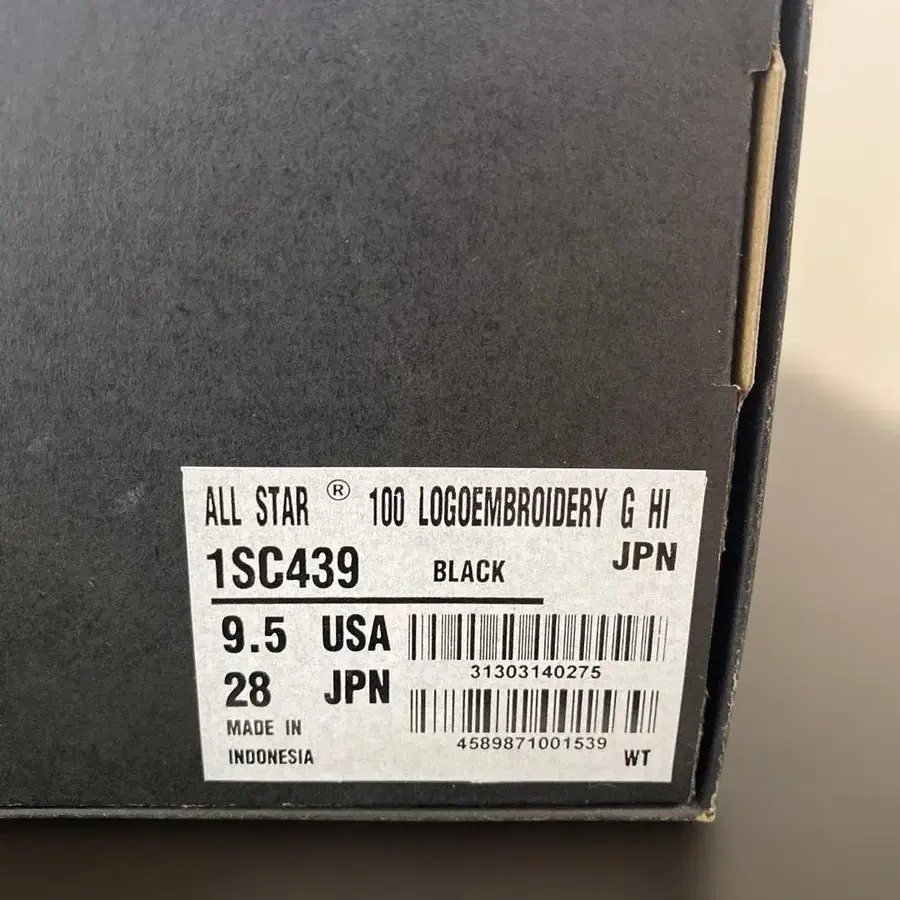 ALL STAR ® 100 LOGOEMBROIDERY G HI
1SC439 BLACK JPN
9.5 USA
31303140275
28 JPN
4589871001539
MADE IN
INDONESIA
WT